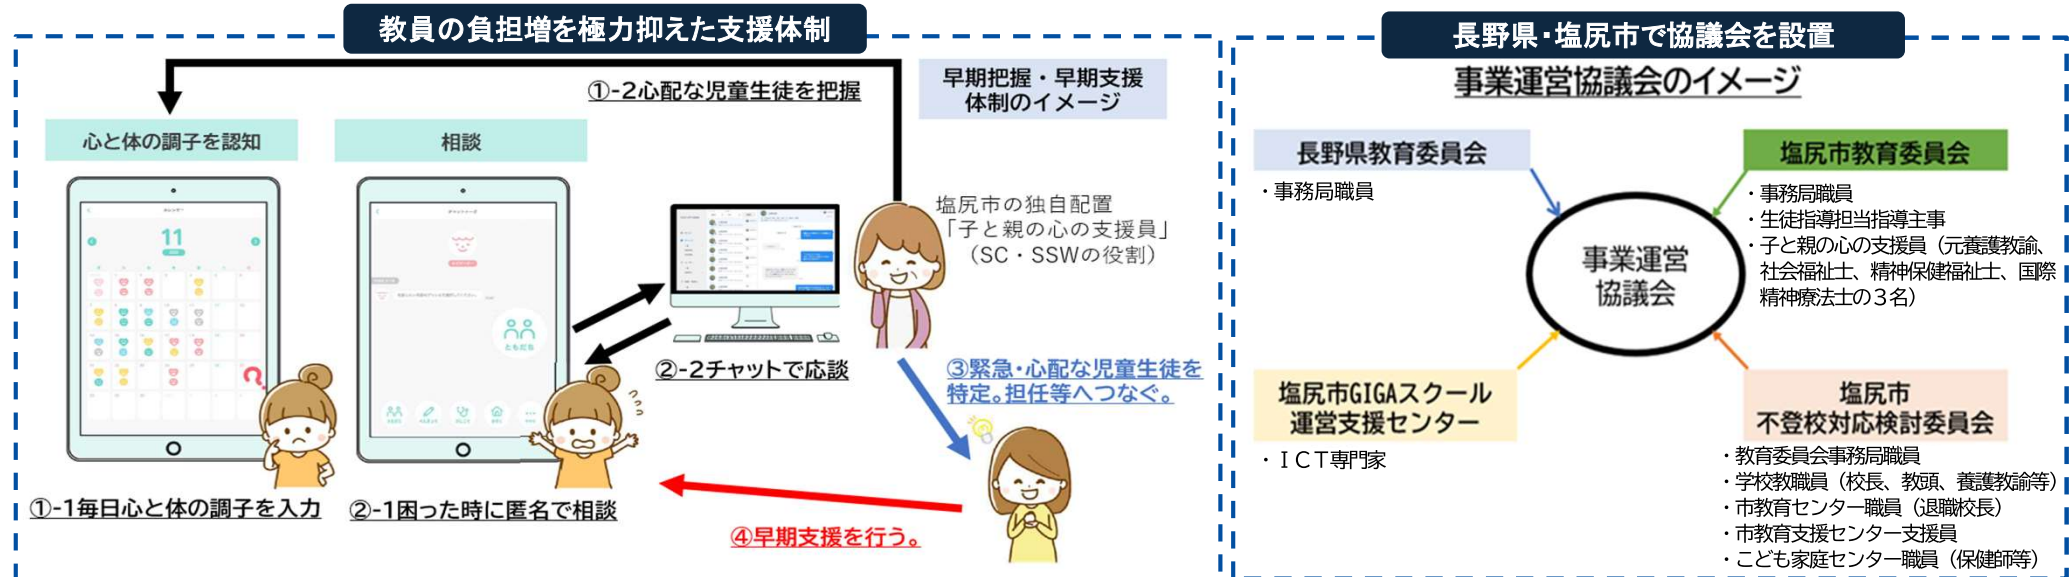 教員の負担増を極力抑えた支援体制
①-2心配な児童生徒を把握
早期把握・早期支援
体制のイメージ
心と体の調子を認知
相談
11
ともだち
塩尻市の独自配置
「子と親の心の支援員」
（SC・SSWの役割）
②-2チャットで応談
③緊急・心配な児童生徒を
特定。担任等へつなぐ。
①-1毎日心と体の調子を入力
②-1困った時に匿名で相談
④早期支援を行う。
長野県・塩尻市で協議会を設置
事業運営協議会のイメージ
長野県教育委員会
・事務局職員
塩尻市教育委員会
・事務局職員
・生徒指導担当指導主事
・子と親の心の支援員（元養護教諭、
社会福祉士、精神保健福祉士、国際
精神療法士の３名）
事業運営
協議会
塩尻市GIGAスクール
運営支援センター
・ＩＣＴ専門家
塩尻市
不登校対応検討委員会
・教育委員会事務局職員
・学校教職員（校長、教頭、養護教諭等）
・市教育センター職員（退職校長）
・市教育支援センター支援員
・こども家庭センター職員（保健師等）